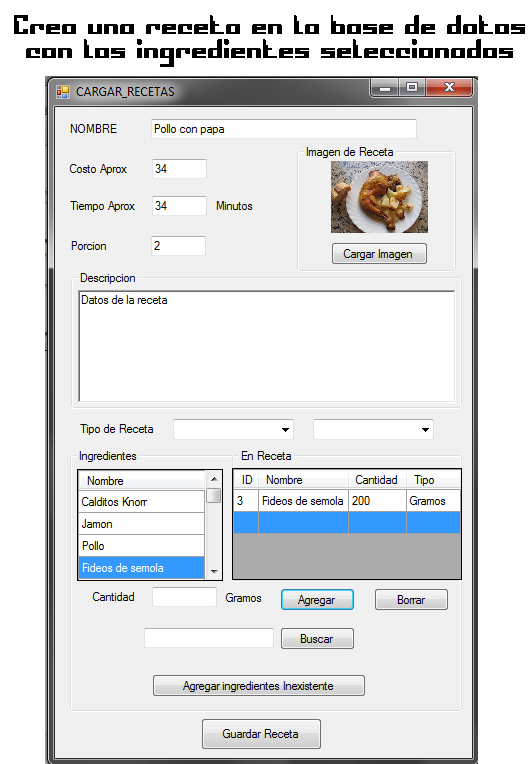 Crea una receta en la base de datos
con los ingredientes seleccionados
CARGAR_RECETAS
NOMBRE
Pollo con papa
Imagen de Receta
Costo Aprox
34
Tiempo Aprox
34
Minutos
Porcion
2
Cargar Imagen
Descripcion
Datos de la receta
Tipo de Receta
Ingredientes
En Receta
Nombre
ID Nombre Cantidad Tipo
Calditos Knorr
3 Fideos de semola 200 Gramos
Jamon
Pollo
Fideos de semola
Cantidad
Gramos
Agregar
Borrar
Buscar
Agregar ingredientes Inexistente
Guardar Receta